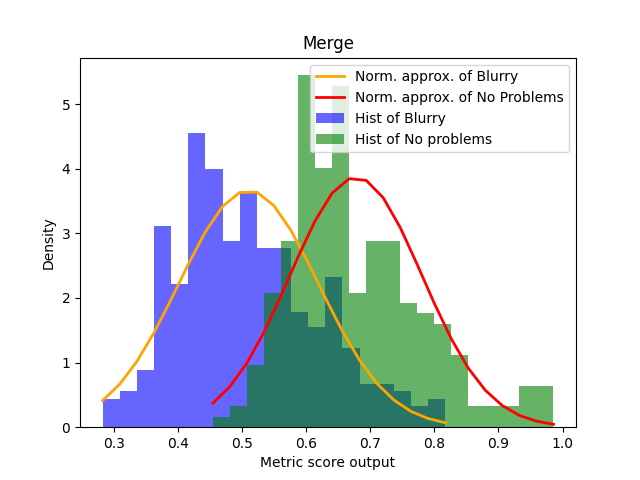 Merge
Norm. approx. of Blurry
Norm. approx. of No Problems
Hist of Blurry
Hist of No problems
Density
5
4
3
2
1
0
0.3 0.4 0.5 0.6 0.7 0.8 0.9 1.0
Metric score output